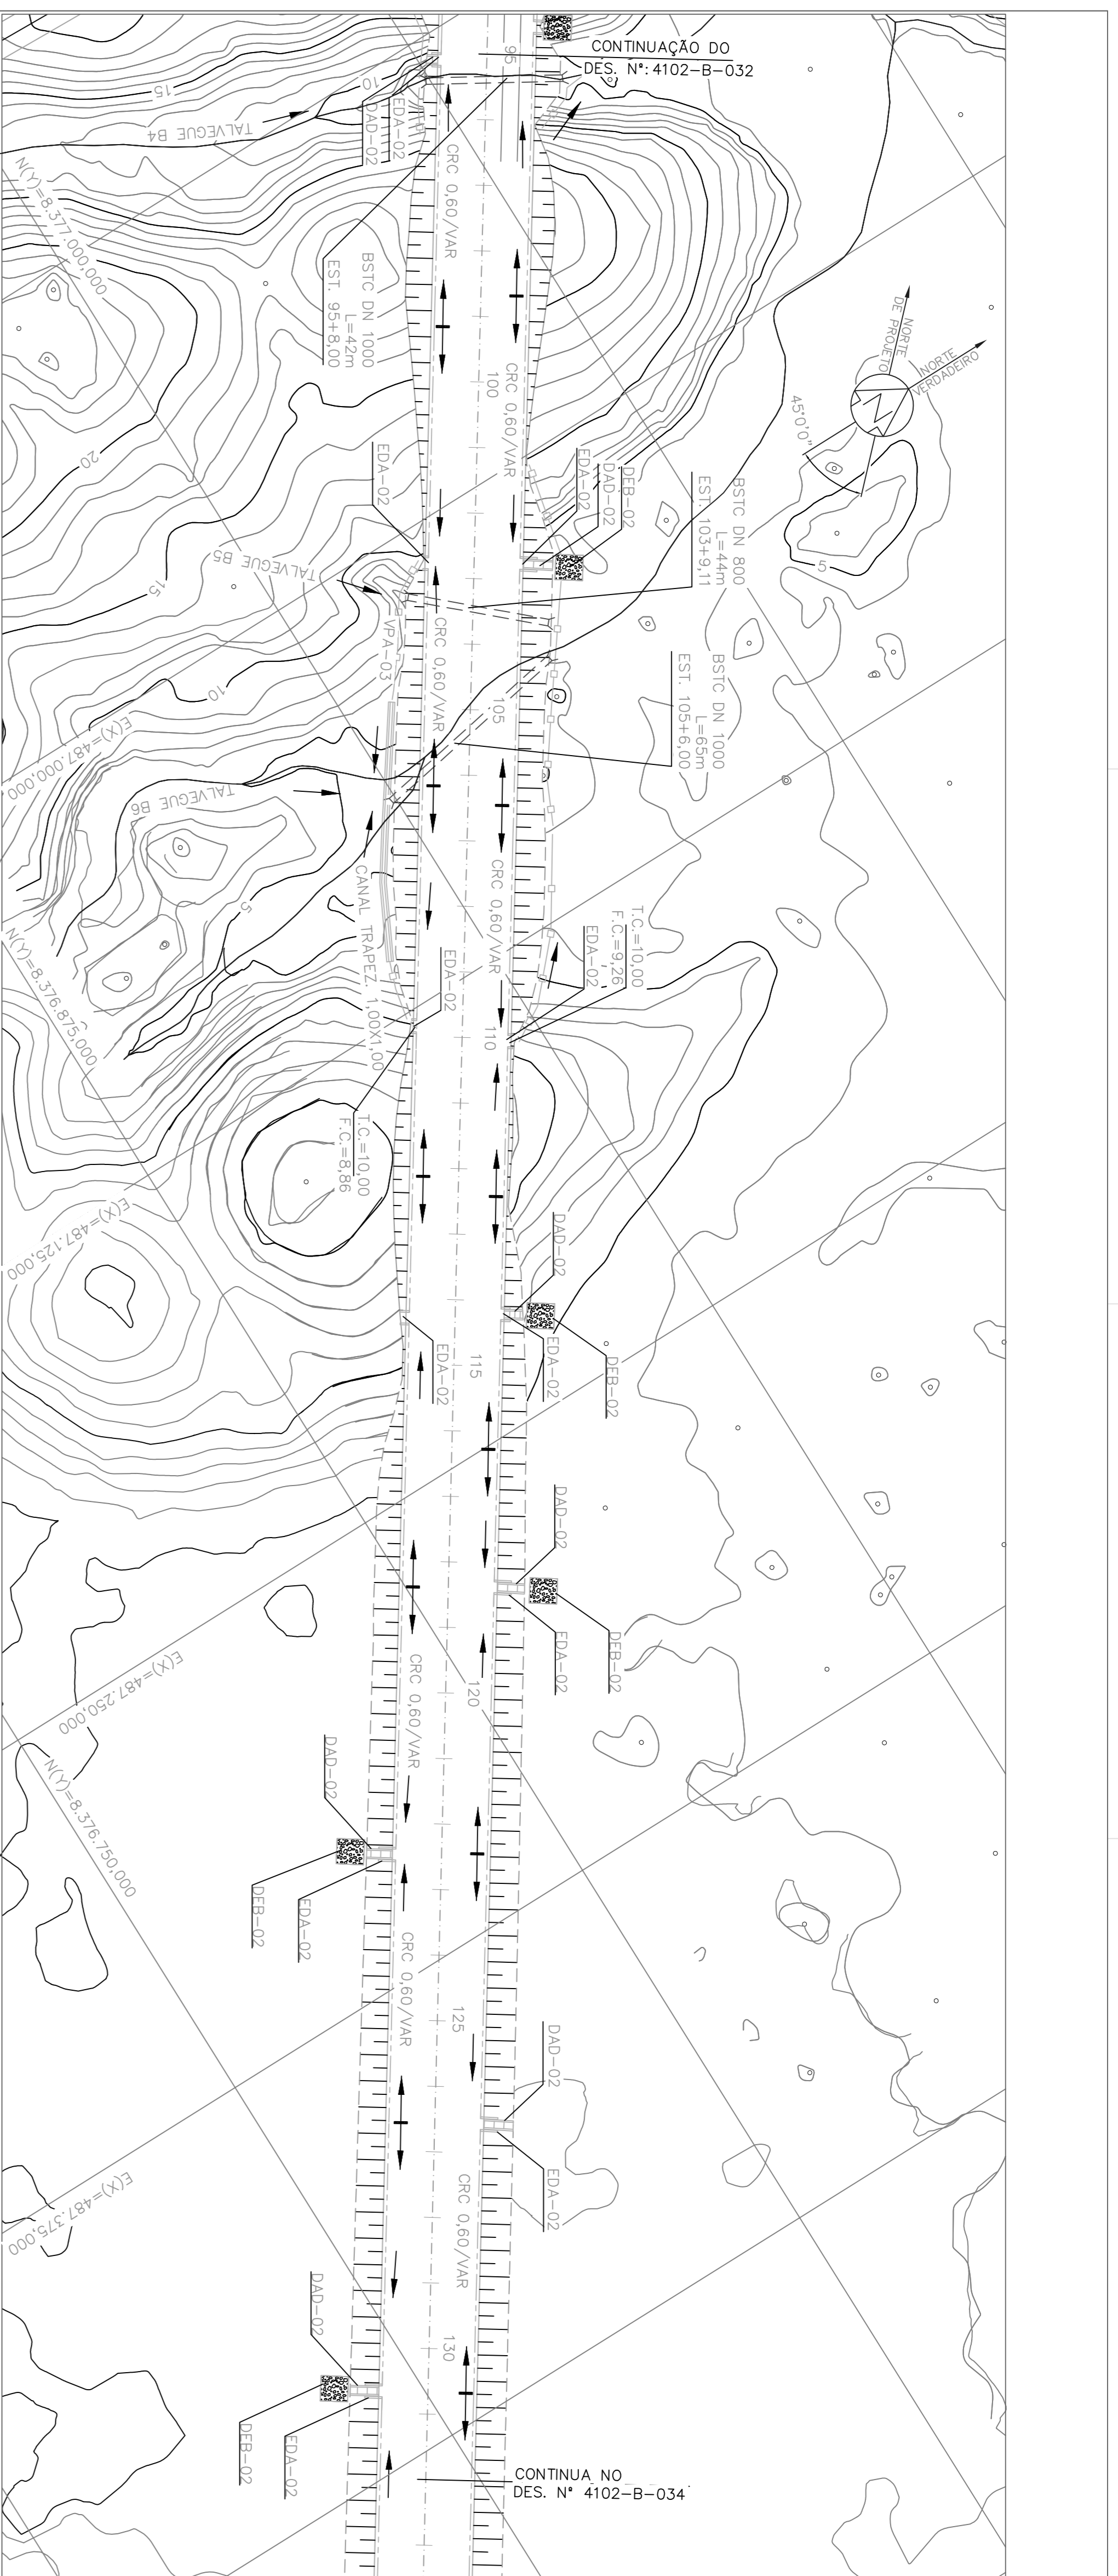 95
CONTINUAÇÃO DO
DES. N°: 4102-B-032
15
10
TALVEGUE B4
DAD-02
EDA-02
CRC 0,60/VAR
N(Y)=8.377.000,000
BSTC DN 1000
L=42m
EST. 95+8,00
NORTE
DE PROJETO
NORTE
VERDADEIRO
45°0'0"
CRC 0,60/VAR
100
20
EDA-02
EDA-02
DAD-02
DEB-02
BSTC DN 800
L=44m
EST. 103+9,11
5
TALVEGUE B5
15
VPA-03
CRC 0,60/VAR
BSTC DN 1000
L=65m
EST. 105+6,00
105
10
E(X)=487.000,000
TALVEGUE B6
5
CANAL TRAPEZ. 1,00X1,00
CRC 0,60/VAR
T.C.=10,00
F.C.=9,26
EDA-02
EDA-02
N(Y)=8.376.875,000
110
T.C.=10,00
F.C.=8,86
E(X)=487.125,000
DAD-02
EDA-02
DEB-02
115
EDA-02
DAD-02
EDA-02
DEB-02
CRC 0,60/VAR
120
E(X)=487.250,000
N(Y)=8.376.750,000
DAD-02
DEB-02
EDA-02
CRC 0,60/VAR
125
DAD-02
EDA-02
CRC 0,60/VAR
E(X)=487.375,000
DAD-02
130
DEB-02
EDA-02
CONTINUA NO
DES. N° 4102-B-034